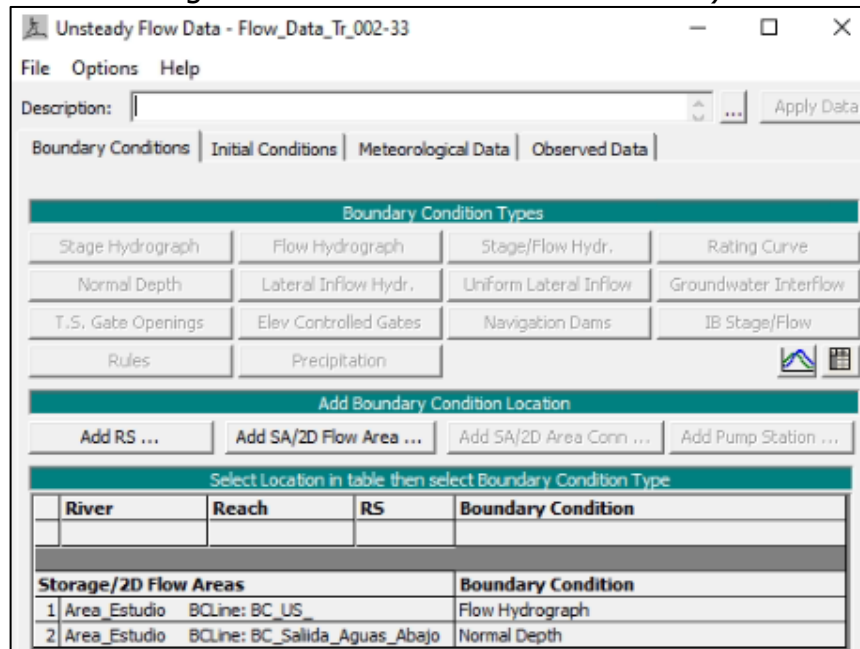 Unsteady Flow Data - Flow_Data_Tr_002-33
File Options Help
Description: ... Apply Data
Boundary Conditions Initial Conditions Meteorological Data Observed Data
Boundary Condition Types
Stage Hydrograph Flow Hydrograph Stage/Flow Hydr. Rating Curve
Normal Depth Lateral Inflow Hydr. Uniform Lateral Inflow Groundwater Interflow
T.S. Gate Openings Elev Controlled Gates Navigation Dams IB Stage/Flow
Rules Precipitation
Add Boundary Condition Location
Add RS ... Add SA/2D Flow Area ... Add SA/2D Area Conn ... Add Pump Station ...
Select Location in table then select Boundary Condition Type
River Reach RS Boundary Condition
Storage/2D Flow Areas Boundary Condition
1 Area_Estudio BCLine: BC_US_ Flow Hydrograph
2 Area_Estudio BCLine: BC_Saliida_Aguas_Abajo Normal Depth